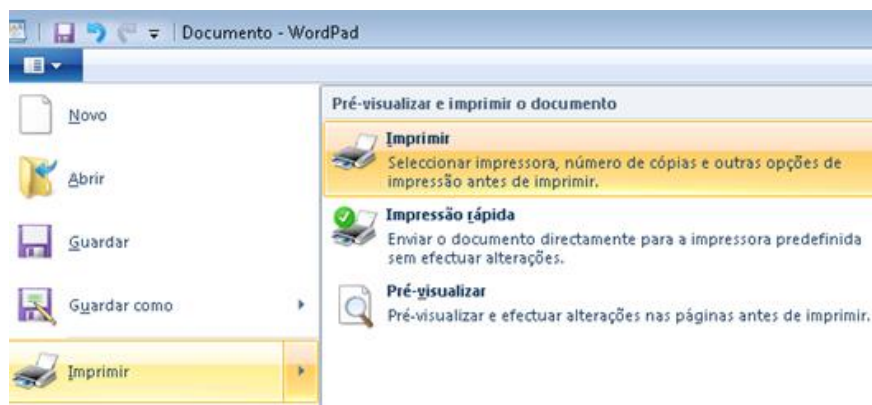 Documento - WordPad
Novo
Abrir
Guardar
Guardar como
Imprimir
Pré-visualizar e imprimir o documento
Imprimir
Seleccionar impressora, número de cópias e outras opções de
impressão antes de imprimir.
Impressão rápida
Enviar o documento directamente para a impressora predefinida
sem efectuar alterações.
Pré-visualizar
Pré-visualizar e efectuar alterações nas páginas antes de imprimir.